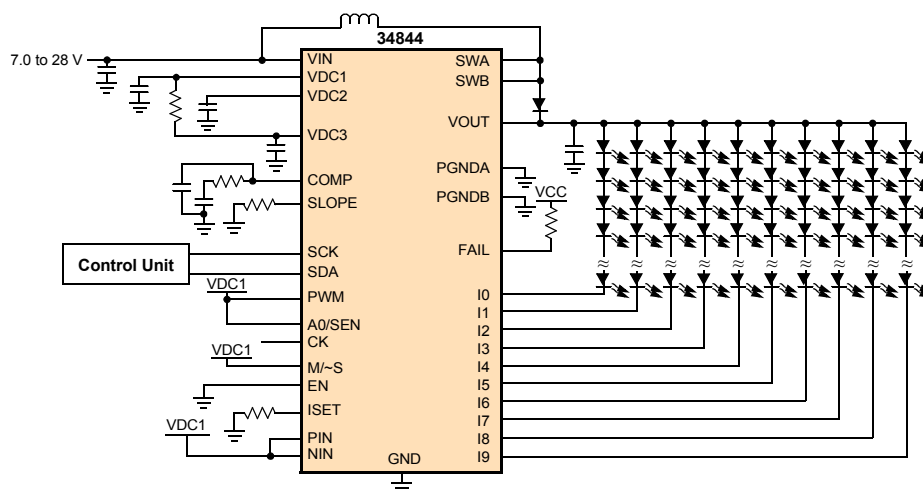 34844
7.0 to 28 V
VIN
VDC1
VDC2
VDC3
COMP
SLOPE
SCK
SDA
PWM
A0/SEN
CK
M/~S
EN
ISET
PIN
NIN
GND
SWA
SWB
VOUT
PGNDA
PGNDB
VCC
FAIL
I0
I1
I2
I3
I4
I5
I6
I7
I8
I9
Control Unit
VDC1
VDC1
VDC1